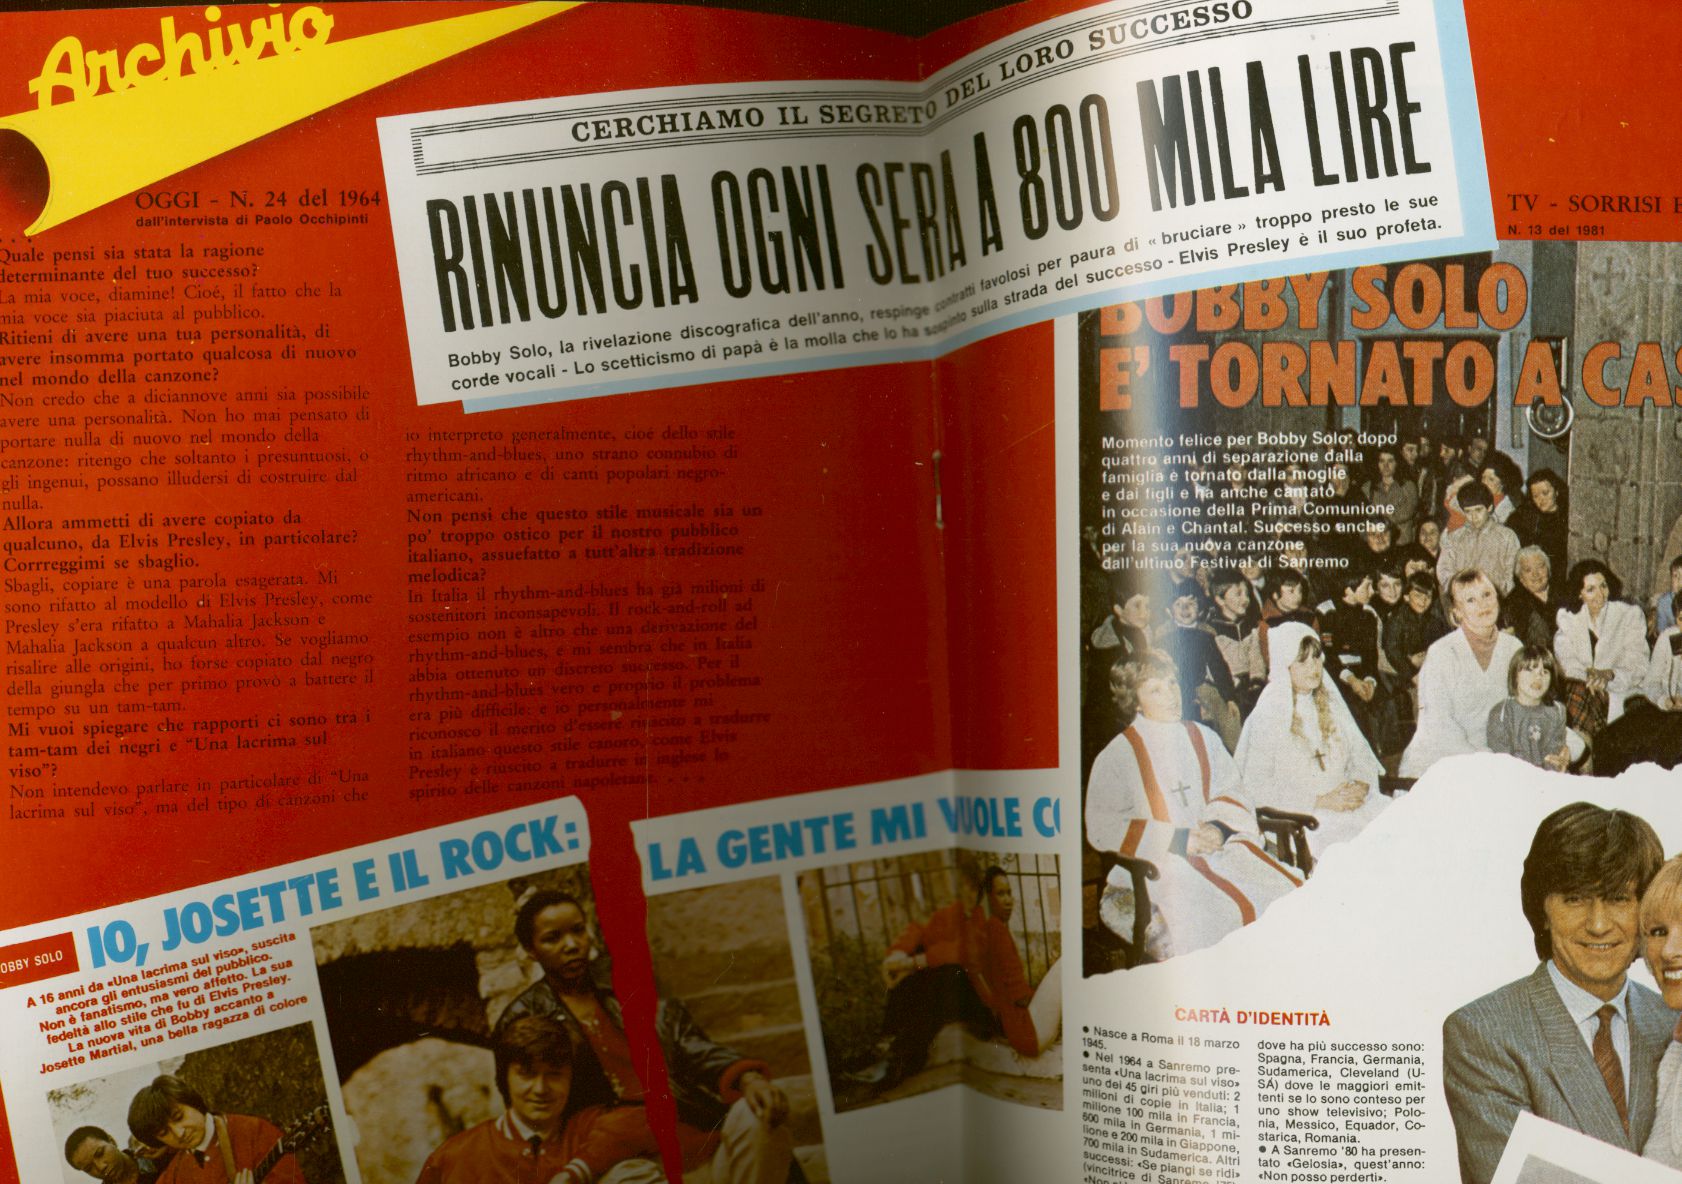 Archivio
CERCHIAMO IL SEGRETO DEL LORO SUCCESSO
RINUNCIA OGNI SERA A 800 MILA LIRE
Bobby Solo, la rivelazione discografica dell'anno, respinge contratti favolosi per paura di « bruciare » troppo presto le sue
corde vocali - Lo scetticismo di papà è la molla che lo ha sospinto sulla strada del successo - Elvis Presley è il suo profeta.
OGGI - N. 24 del 1964
dall'intervista di Paolo Occhipinti
. . .
Quale pensi sia stata la ragione
determinante del tuo successo?
La mia voce, diamine! Cioé, il fatto che la
mia voce sia piaciuta al pubblico.
Ritieni di avere una tua personalità, di
avere insomma portato qualcosa di nuovo
nel mondo della canzone?
Non credo che a diciannove anni sia possibile
avere una personalità. Non ho mai pensato di
portare nulla di nuovo nel mondo della
canzone: ritengo che soltanto i presuntuosi, o
gli ingenui, possano illudersi di costruire dal
nulla.
Allora ammetti di avere copiato da
qualcuno, da Elvis Presley, in particolare?
Corrreggimi se sbaglio.
Sbagli, copiare è una parola esagerata. Mi
sono rifatto al modello di Elvis Presley, come
Presley s'era rifatto a Mahalia Jackson e
Mahalia Jackson a qualcun altro. Se vogliamo
risalire alle origini, ho forse copiato dal negro
della giungla che per primo provò a battere il
tempo su un tam-tam.
Mi vuoi spiegare che rapporti ci sono tra i
tam-tam dei negri e "Una lacrima sul
viso"?
Non intendevo parlare in particolare di "Una
lacrima sul viso", ma del tipo di canzoni che
io interpreto generalmente, cioé dello stile
rhythm-and-blues, uno strano connubio di
ritmo africano e di canti popolari negro-
americani.
Non pensi che questo stile musicale sia un
po' troppo ostico per il nostro pubblico
italiano, assuefatto a tutt'altra tradizione
melodica?
In Italia il rhythm-and-blues ha già milioni di
sostenitori inconsapevoli. Il rock-and-roll ad
esempio non è altro che una derivazione del
rhythm-and-blues, e mi sembra che in Italia
abbia ottenuto un discreto successo. Per il
rhythm-and-blues vero e proprio il problema
era più difficile: e io personalmente mi
riconosco il merito d'essere riuscito a tradurre
in italiano questo stile canoro, come Elvis
Presley è riuscito a tradurre in inglese lo
spirito delle canzoni napoletane. . . .
OBBY SOLO
IO, JOSETTE E IL ROCK:
LA GENTE MI VUOLE CO
A 16 anni da «Una lacrima sul viso», suscita
ancora gli entusiasmi del pubblico.
Non è fanatismo, ma vero affetto. La sua
fedeltà allo stile che fu di Elvis Presley.
La nuova vita di Bobby accanto a
Josette Martial, una bella ragazza di colore
TV - SORRISI E
N. 13 del 1981
BOBBY SOLO
E' TORNATO A CAS
Momento felice per Bobby Solo: dopo
quattro anni di separazione dalla
famiglia è tornato dalla moglie
e dai figli e ha anche cantato
in occasione della Prima Comunione
di Alain e Chantal. Successo anche
per la sua nuova canzone
dall'ultimo Festival di Sanremo
CARTÀ D'IDENTITÀ
● Nasce a Roma il 18 marzo
1945.
● Nel 1964 a Sanremo pre-
senta «Una lacrima sul viso»
uno dei 45 giri più venduti: 2
milioni di copie in Italia; 1
milione 100 mila in Francia,
600 mila in Germania, 1 mi-
lione e 200 mila in Giappone,
700 mila in Sudamerica. Altri
successi: «Se piangi se ridi»
(vincitrice di Sanremo
dove ha più successo sono:
Spagna, Francia, Germania,
Sudamerica, Cleveland (U-
SA) dove le maggiori emit-
tenti se lo sono conteso per
uno show televisivo; Polo-
nia, Messico, Equador, Co-
starica, Romania.
● A Sanremo '80 ha presen-
tato «Gelosia», quest'anno:
«Non posso perderti».